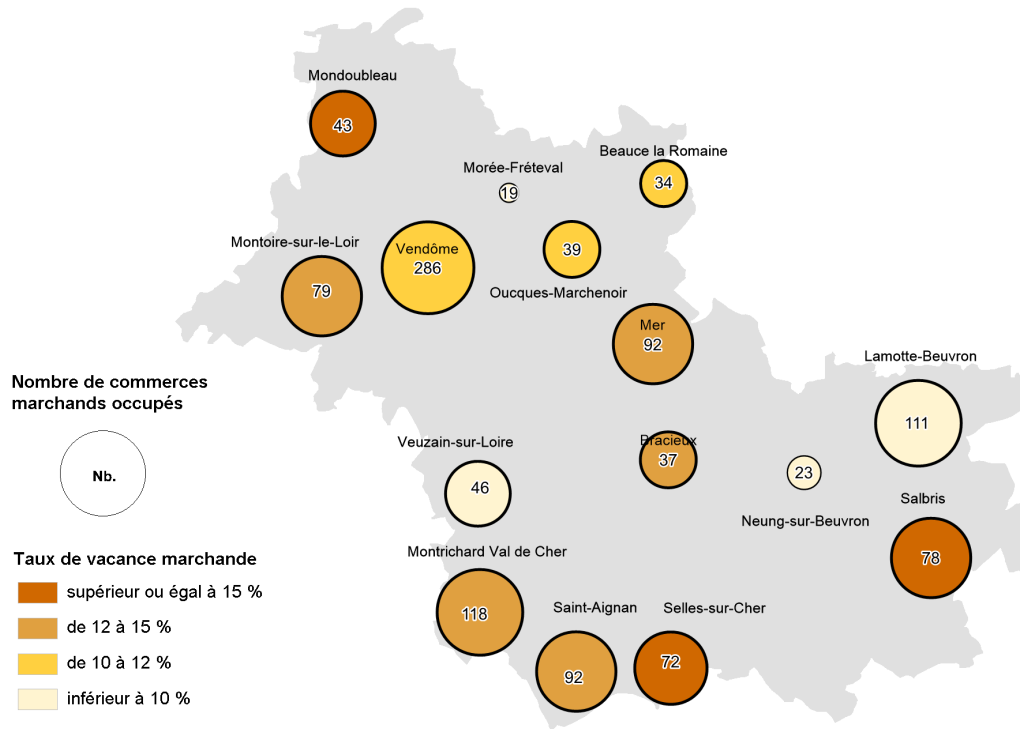 Mondoubleau
43
Morée-Fréteval
19
Beauce la Romaine
34
Montoire-sur-le-Loir
79
Vendôme
286
39
Oucques-Marchenoir
Mer
92
Lamotte-Beuvron
111
Nombre de commerces
marchands occupés
Nb.
Veuzain-sur-Loire
46
Bracieux
37
23
Neung-sur-Beuvron
Salbris
78
Montrichard Val de Cher
118
Saint-Aignan
92
Selles-sur-Cher
72
Taux de vacance marchande
supérieur ou égal à 15 %
de 12 à 15 %
de 10 à 12 %
inférieur à 10 %